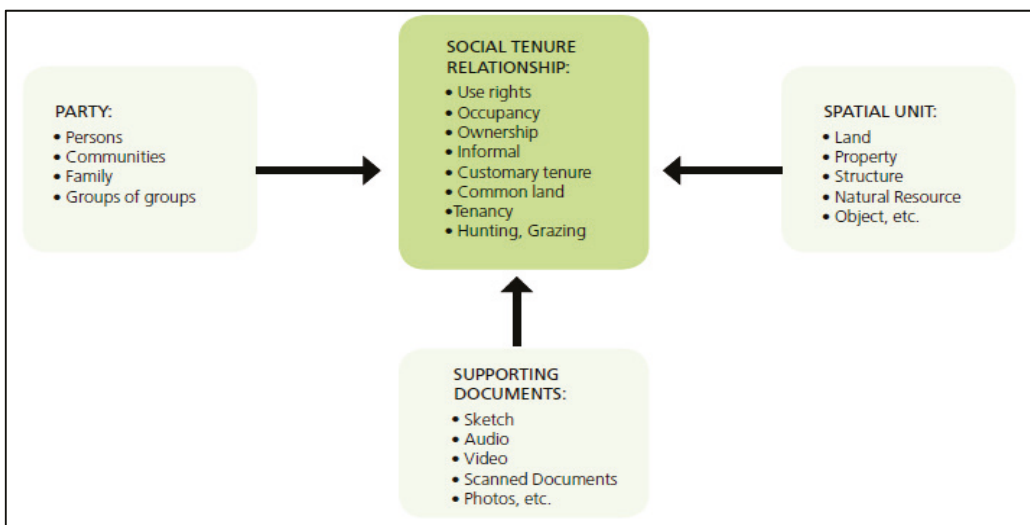 SOCIAL TENURE
RELATIONSHIP:
• Use rights
• Occupancy
• Ownership
• Informal
• Customary tenure
• Common land
•Tenancy
• Hunting, Grazing
PARTY:
• Persons
• Communities
• Family
• Groups of groups
SPATIAL UNIT:
• Land
• Property
• Structure
• Natural Resource
• Object, etc.
SUPPORTING
DOCUMENTS:
• Sketch
• Audio
• Video
• Scanned Documents
• Photos, etc.